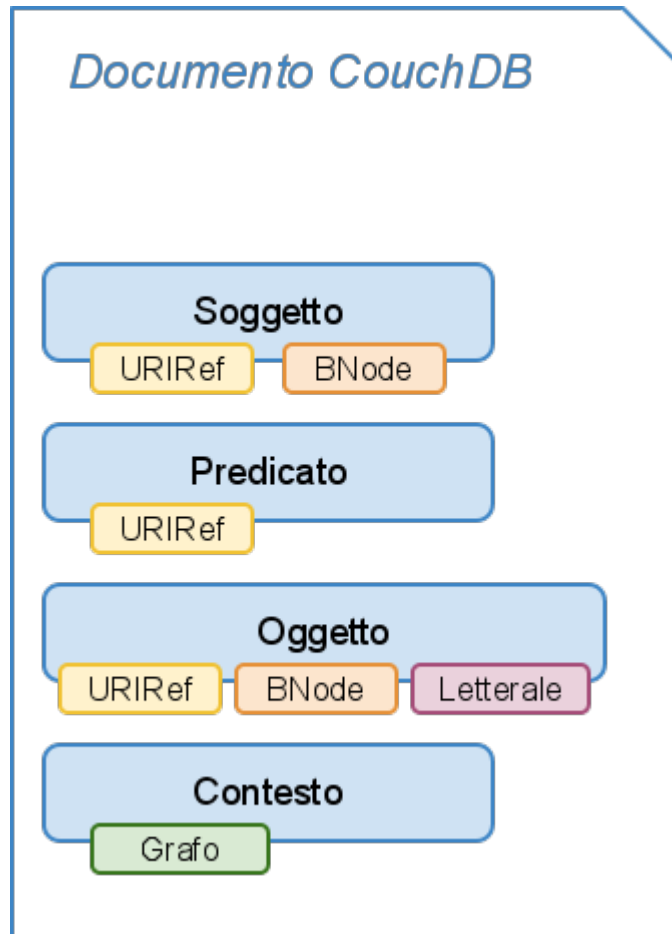 Documento CouchDB
Soggetto
URIRef BNode
Predicato
URIRef
Oggetto
URIRef BNode Letterale
Contesto
Grafo